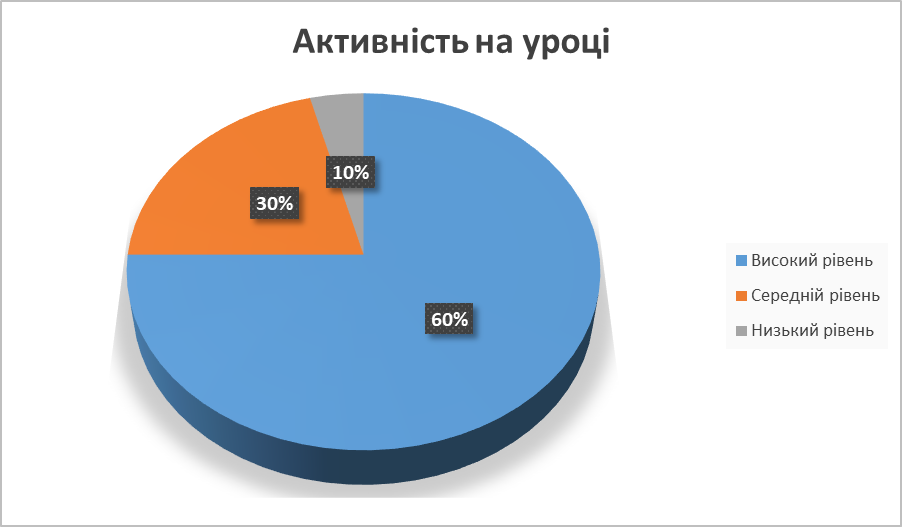 Активність на уроці
10%
30%
60%
Високий рівень
Середній рівень
Низький рівень